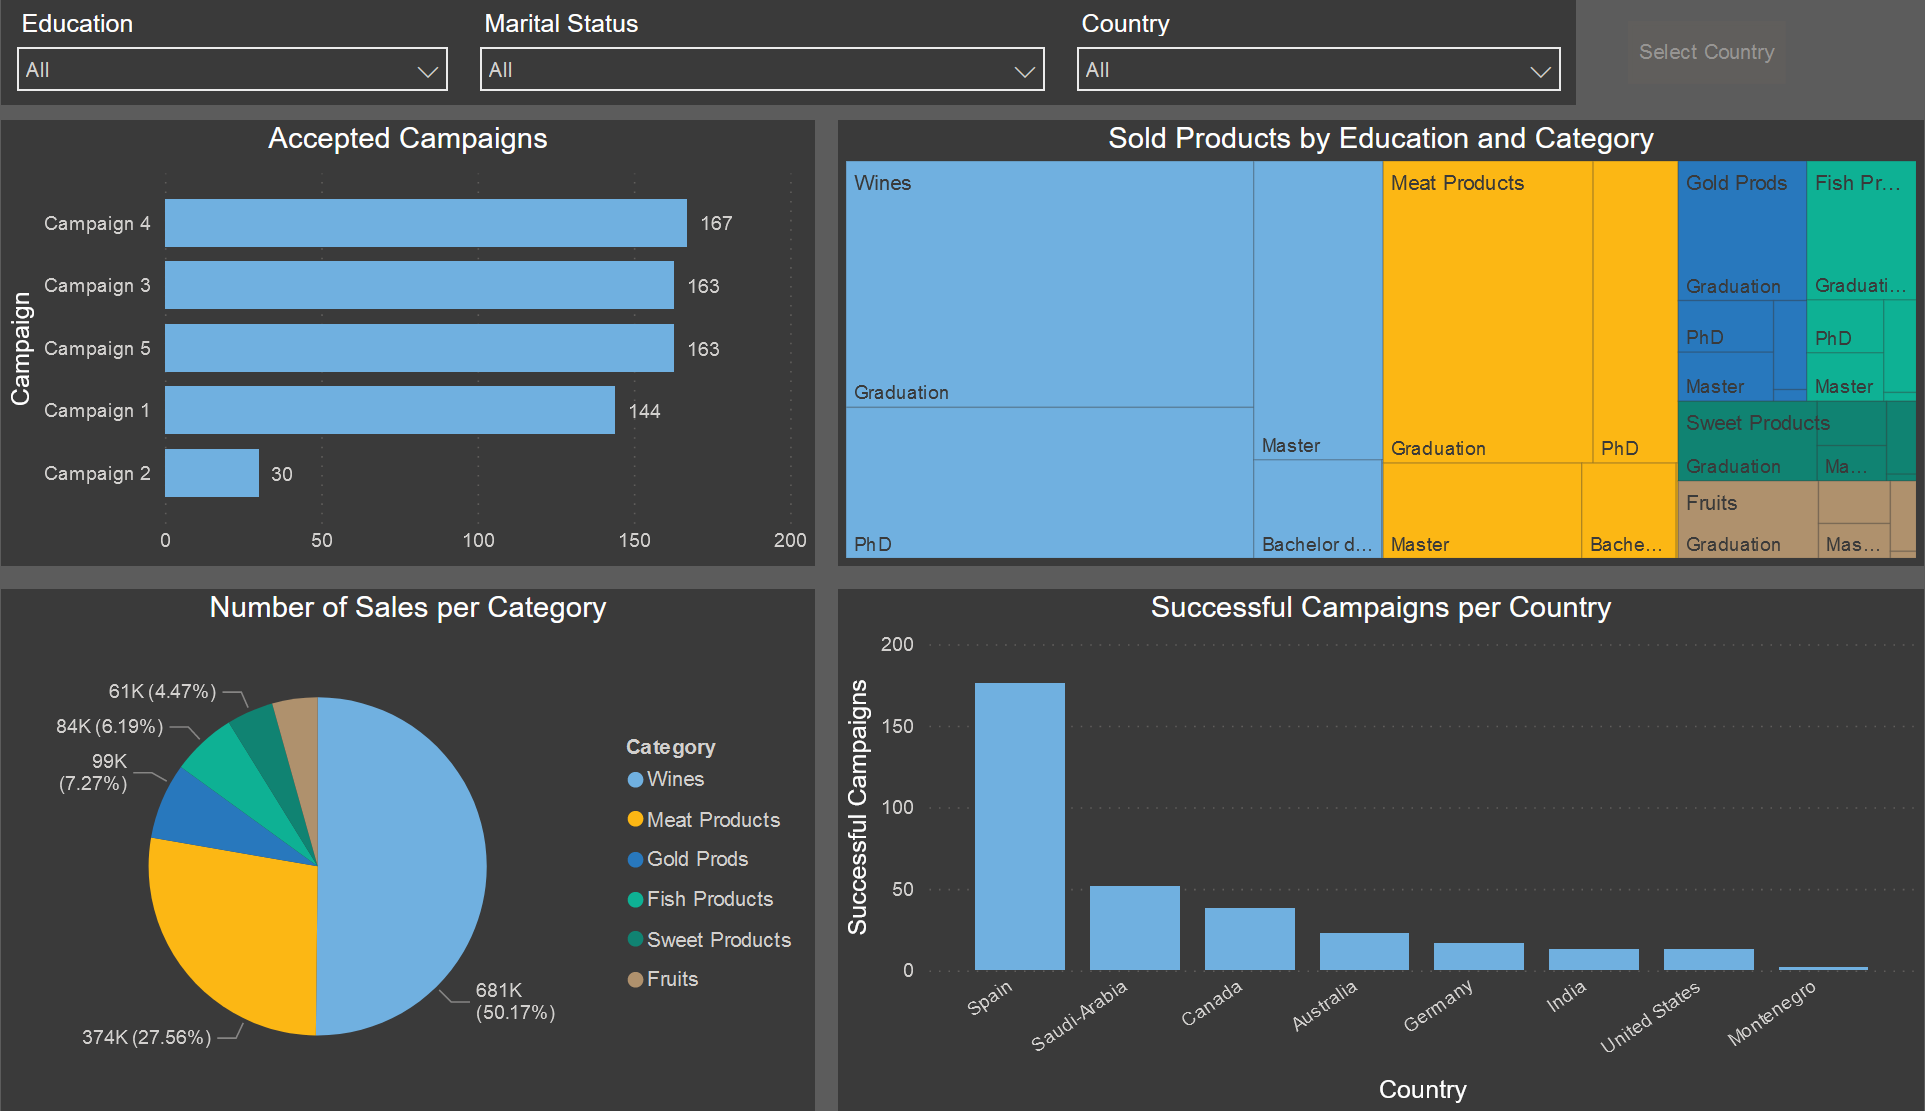 Education
Marital Status
Country
All
All
All
Select Country
Accepted Campaigns
Campaign
Campaign 4
167
Campaign 3
163
Campaign 5
163
Campaign 1
144
Campaign 2
30
0
50
100
150
200
Sold Products by Education and Category
Wines
Graduation
PhD
Master
Bachelor d...
Meat Products
Graduation
PhD
Master
Bache...
Gold Prods
Graduation
PhD
Master
Fish Pr...
Graduati...
PhD
Master
Sweet Products
Graduation
Ma...
Fruits
Graduation
Mas...
Number of Sales per Category
61K (4.47%)
84K (6.19%)
99K
(7.27%)
374K (27.56%)
681K
(50.17%)
Category
Wines
Meat Products
Gold Prods
Fish Products
Sweet Products
Fruits
Successful Campaigns per Country
Successful Campaigns
200
150
100
50
0
Spain
Saudi-Arabia
Canada
Australia
Germany
India
United States
Montenegro
Country